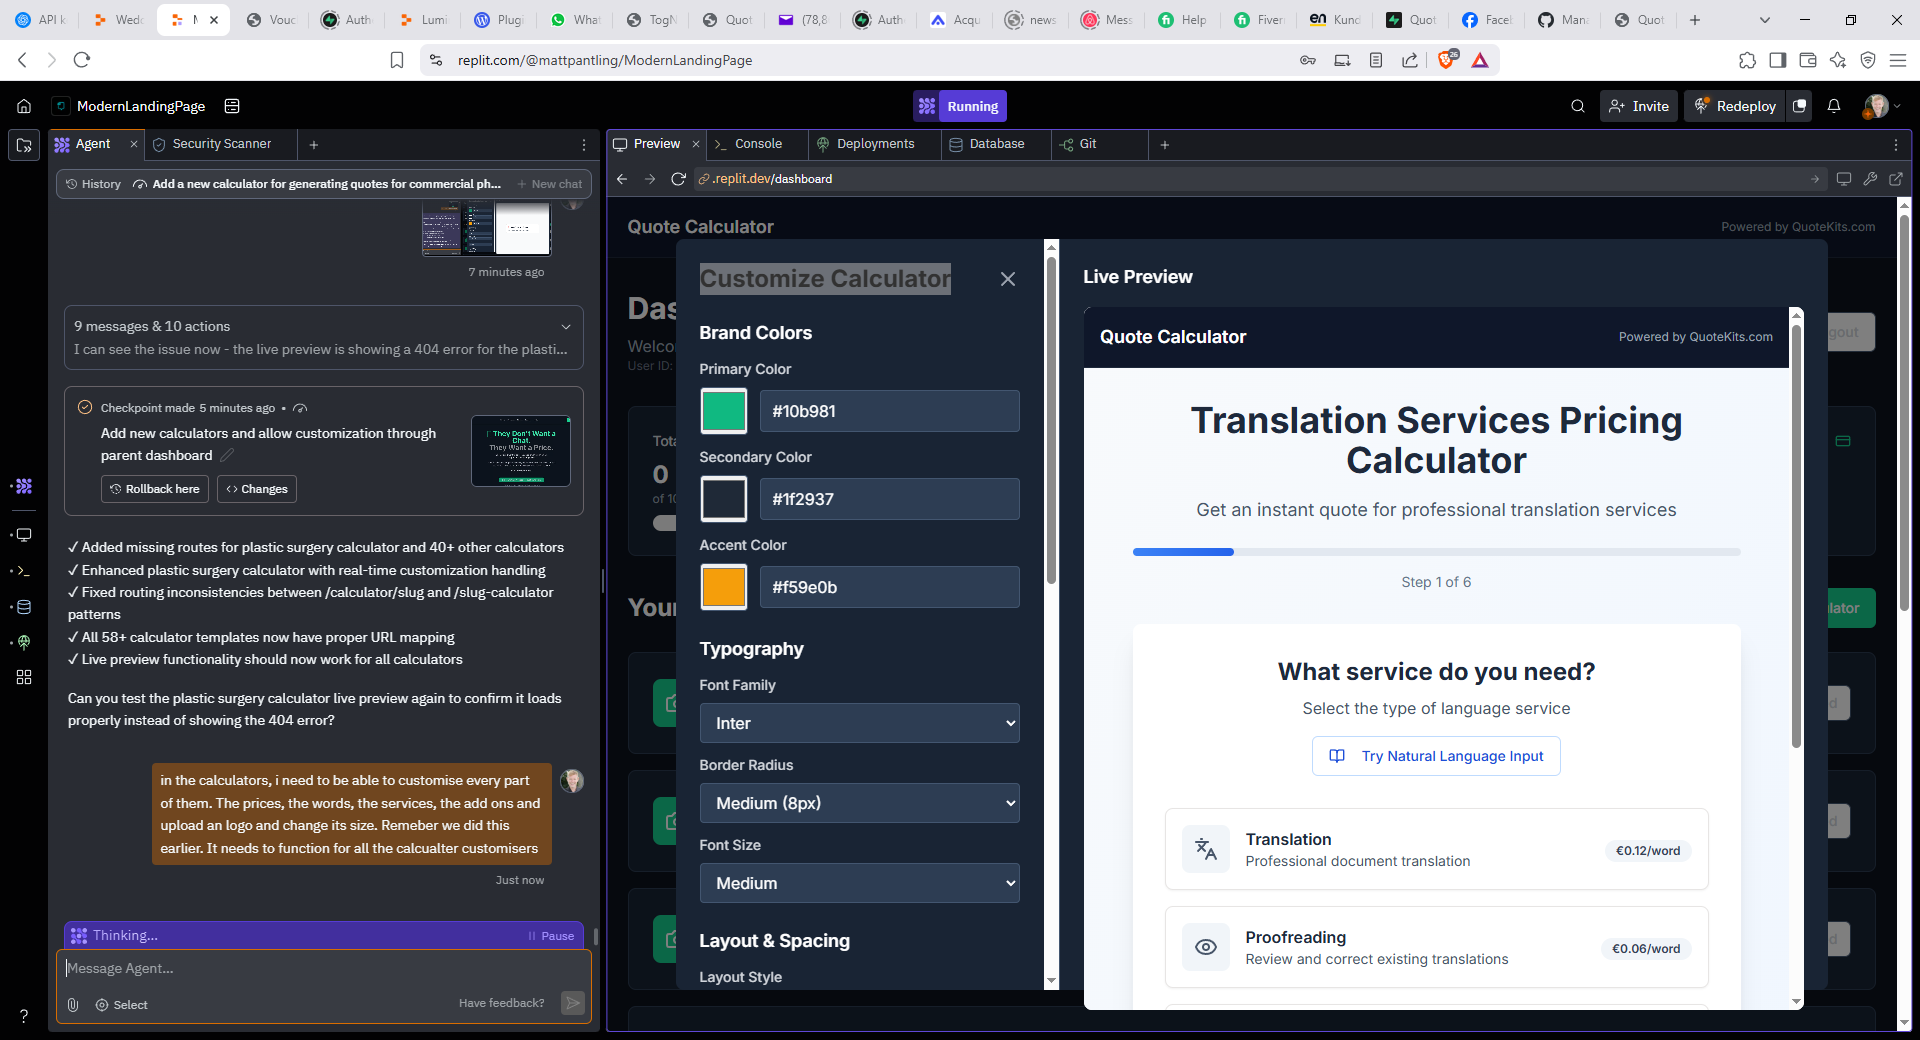 API k
Wedd
M
Vouc
Auth
Lumi
Plugi
What
TogN
Quot
(78,8
Auth
Acqu
news
Mess
Help
Fiver
en Kund
Quot
Faceb
Mana
Quot
replit.com/@mattpantling/ModernLandingPage
26
ModernLandingPage
Running
Invite
Redeploy
Agent
Security Scanner
Preview
Console
Deployments
Database
Git
History
Add a new calculator for generating quotes for commercial ph...
New chat
.replit.dev/dashboard
7 minutes ago
9 messages & 10 actions
I can see the issue now - the live preview is showing a 404 error for the plasti...
Checkpoint made 5 minutes ago •
Add new calculators and allow customization through
parent dashboard
Rollback here
Changes
They Don't Want a
Chat.
They Want a Price.
✓ Added missing routes for plastic surgery calculator and 40+ other calculators
✓ Enhanced plastic surgery calculator with real-time customization handling
✓ Fixed routing inconsistencies between /calculator/slug and /slug-calculator
patterns
✓ All 58+ calculator templates now have proper URL mapping
✓ Live preview functionality should now work for all calculators
Can you test the plastic surgery calculator live preview again to confirm it loads
properly instead of showing the 404 error?
in the calculators, i need to be able to customise every part
of them. The prices, the words, the services, the add ons and
upload an logo and change its size. Remeber we did this
earlier. It needs to function for all the calcualter customisers
Just now
Thinking...
Pause
Message Agent...
Select
Have feedback?
?
Quote Calculator
Powered by QuoteKits.com
Das
Welco
User ID:
gout
Tota
0
of 10
Your
lator
d
d
d
Customize Calculator
Brand Colors
Primary Color
#10b981
Secondary Color
#1f2937
Accent Color
#f59e0b
Typography
Font Family
Inter
Border Radius
Medium (8px)
Font Size
Medium
Layout & Spacing
Layout Style
Live Preview
Quote Calculator
Powered by QuoteKits.com
Translation Services Pricing
Calculator
Get an instant quote for professional translation services
Step 1 of 6
What service do you need?
Select the type of language service
Try Natural Language Input
Translation
Professional document translation
€0.12/word
Proofreading
Review and correct existing translations
€0.06/word